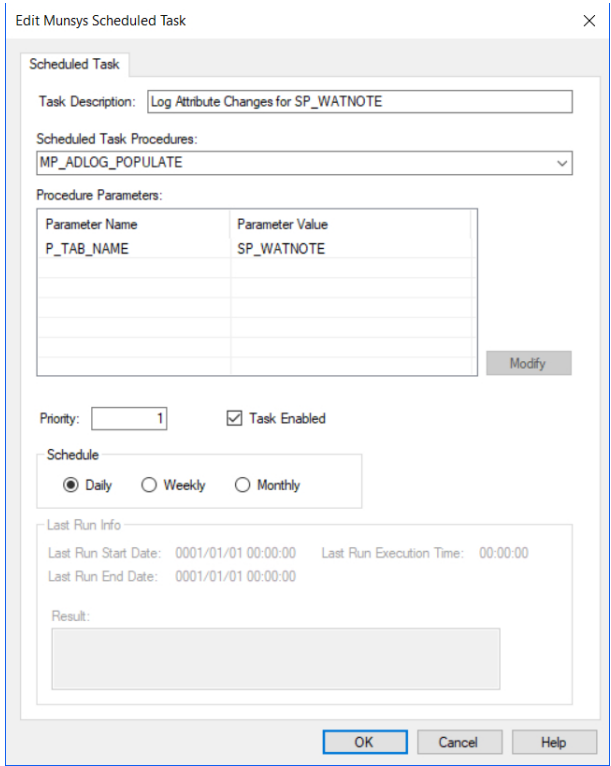 Edit Munsys Scheduled Task
Scheduled Task
Task Description: Log Attribute Changes for SP_WATNOTE
Scheduled Task Procedures:
MP_ADLOG_POPULATE
Procedure Parameters:
Parameter Name Parameter Value
P_TAB_NAME SP_WATNOTE
Modify
Priority: 1 Task Enabled
Schedule
Daily Weekly Monthly
Last Run Info
Last Run Start Date: 0001/01/01 00:00:00 Last Run Execution Time: 00:00:00
Last Run End Date: 0001/01/01 00:00:00
Result:
OK Cancel Help